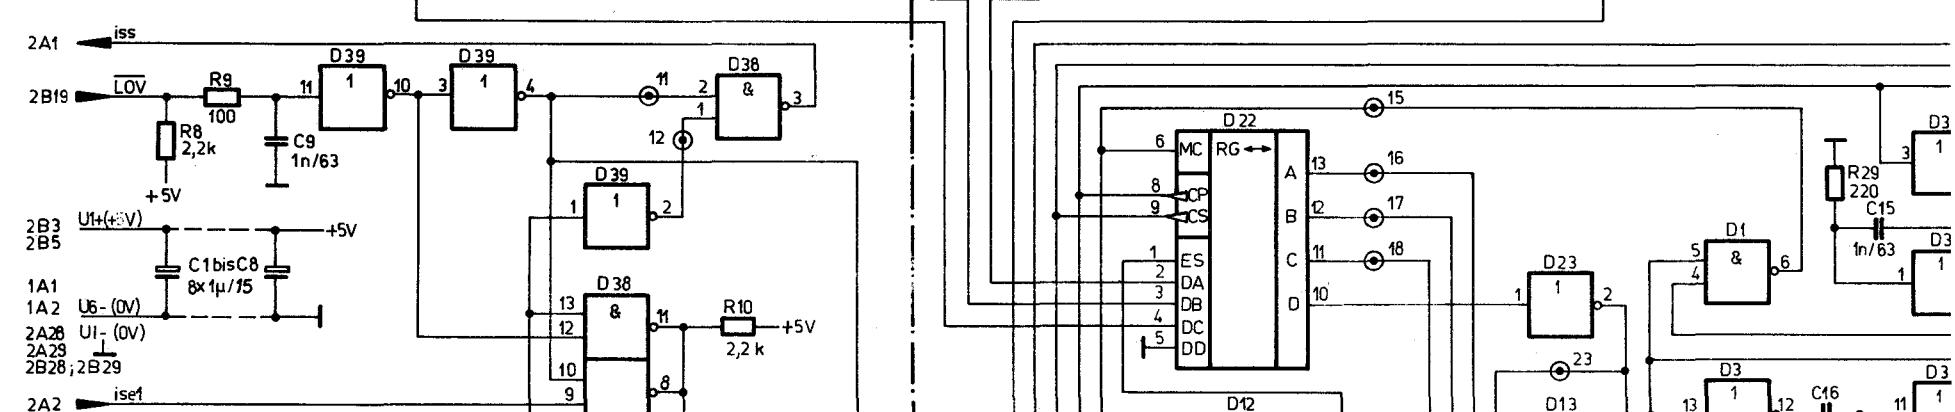 2A1 iss
2B19 LOV
R9
100
R8
2,2k
+5V
C9
1n/63
D39
11 1 10
D39
3 1 4
11
12
D38
2 & 3
1
D39
1 1 2
2B3 U1+(+5V) +5V
2B5
C1bisC8
8x1µ/15
1A1
1A2 U6-(0V)
2A28 U1-(0V)
2A29
2B28;2B29
2A2 ise1
D38
13 & 11
12
10
9 8
R10
2,2k
+5V
D22
6 MC RG
8 CP
9 CS
1 ES
2 DA
3 DB
4 DC
5 DD
A 13
B 12
C 11
D 10
15
16
17
18
D12
D23
1 1 2
23
D13
D1
5 & 6
4
R29
220
C15
1n/63
D3
3 1
D3
1 1
D3
13 1 12
C16
D3
11 1